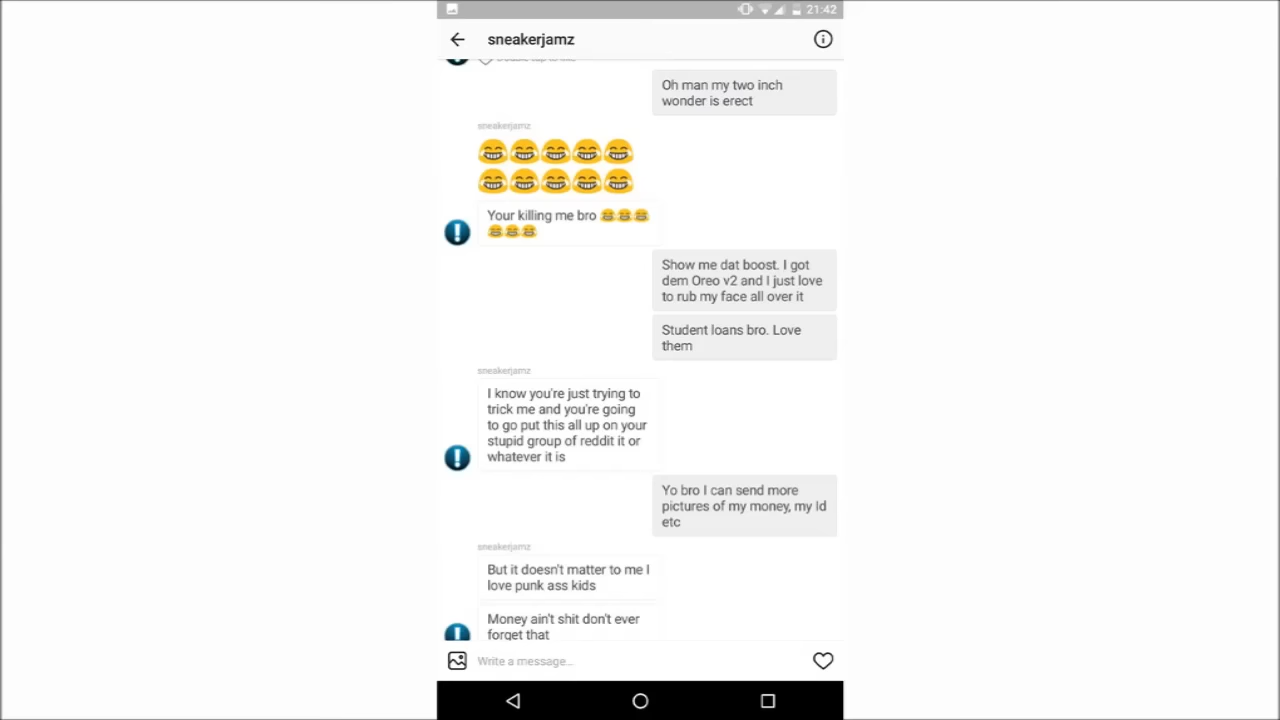 21:42
sneakerjamz
Oh man my two inch
wonder is erect
sneakerjamz
😂😂😂😂😂
😂😂😂😂😂
Your killing me bro 😂😂😂
😂😂😂
Show me dat boost. I got
dem Oreo v2 and I just love
to rub my face all over it
Student loans bro. Love
them
sneakerjamz
I know you're just trying to
trick me and you're going
to go put this all up on your
stupid group of reddit it or
whatever it is
Yo bro I can send more
pictures of my money, my Id
etc
sneakerjamz
But it doesn't matter to me I
love punk ass kids
Money ain't shit don't ever
forget that
Write a message...